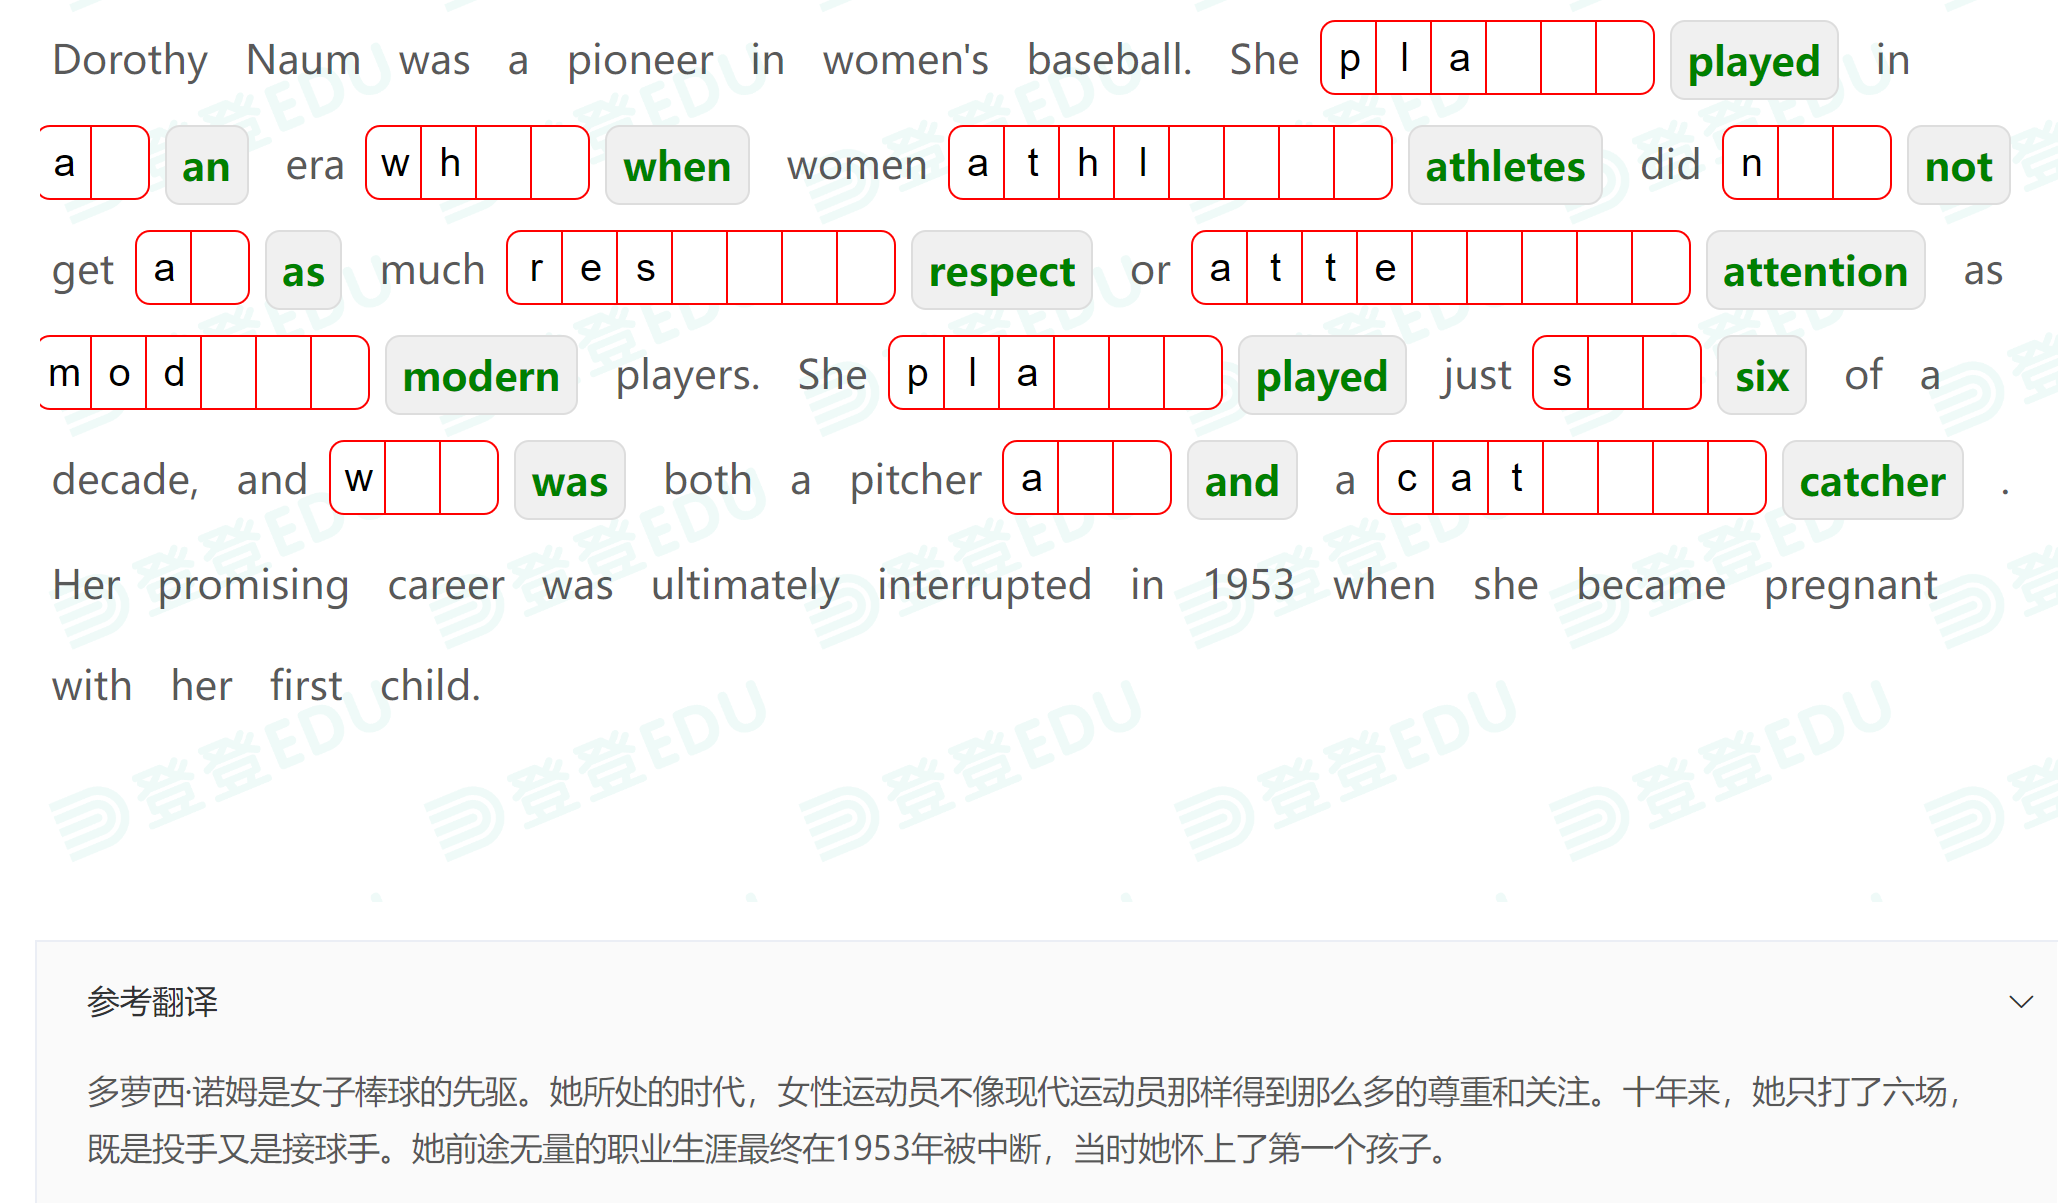 Dorothy Naum was a pioneer in women's baseball. She p l a played in
a an era w h when women a t h l athletes did n not
get a as much r e s respect or a t t e attention as
m o d modern players. She p l a played just s six of a
decade, and w was both a pitcher a and a c a t catcher .
Her promising career was ultimately interrupted in 1953 when she became pregnant
with her first child.
参考翻译
多萝西·诺姆是女子棒球的先驱。她所处的时代，女性运动员不像现代运动员那样得到那么多的尊重和关注。十年来，她只打了六场，
既是投手又是接球手。她前途无量的职业生涯最终在1953年被中断，当时她怀上了第一个孩子。
登登EDU